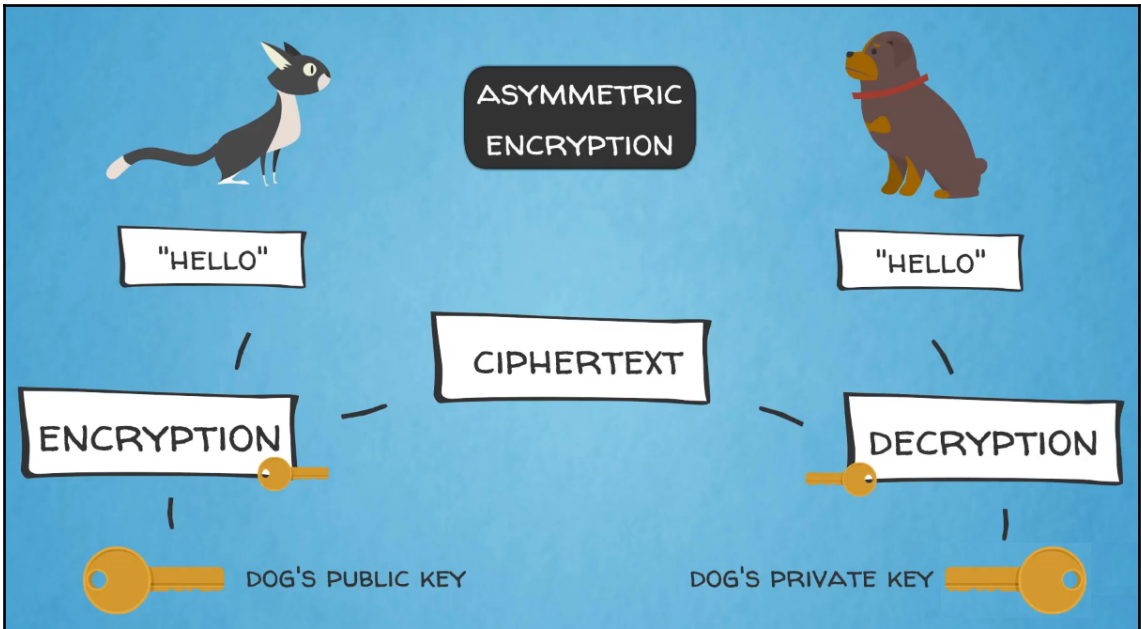 ASYMMETRIC
ENCRYPTION
"HELLO"
"HELLO"
CIPHERTEXT
ENCRYPTION
DECRYPTION
DOG'S PUBLIC KEY
DOG'S PRIVATE KEY